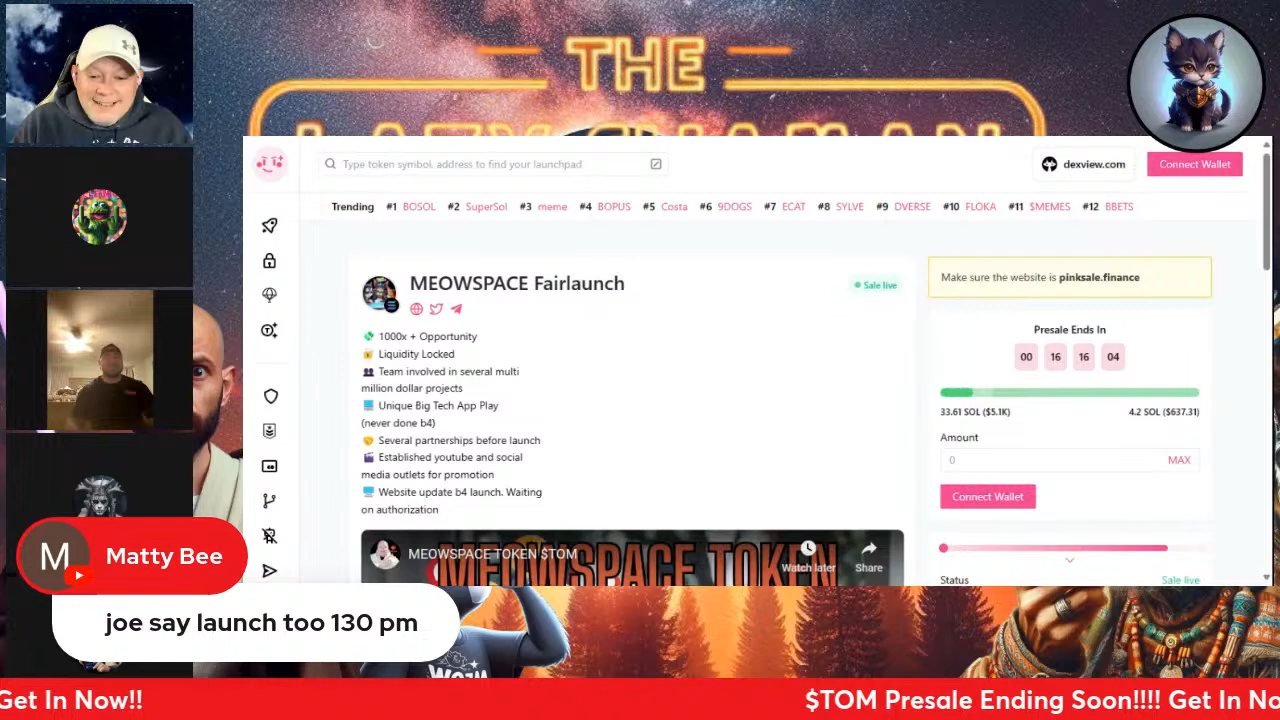 THE
LAZY SHAMAN
Type token symbol, address to find your launchpad
dexview.com
Connect Wallet
Trending #1 BOSOL #2 SuperSol #3 meme #4 BOPUS #5 Costa #6 9DOGS #7 ECAT #8 SYLVE #9 DVERSE #10 FLOKA #11 $MEMES #12 BBETS
MEOWSPACE Fairlaunch
Sale live
1000x + Opportunity
Liquidity Locked
Team involved in several multi
million dollar projects
Unique Big Tech App Play
(never done b4)
Several partnerships before launch
Established youtube and social
media outlets for promotion
Website update b4 launch. Waiting
on authorization
MEOWSPACE TOKEN $TOM
MEOWSPACE TOKEN
Watch later
Share
Make sure the website is pinksale.finance
Presale Ends In
00 16 16 04
33.61 SOL ($5.1K) 4.2 SOL ($637.31)
Amount
0 MAX
Connect Wallet
Status Sale live
M Matty Bee
joe say launch too 130 pm
Get In Now!! $TOM Presale Ending Soon!!!! Get In No